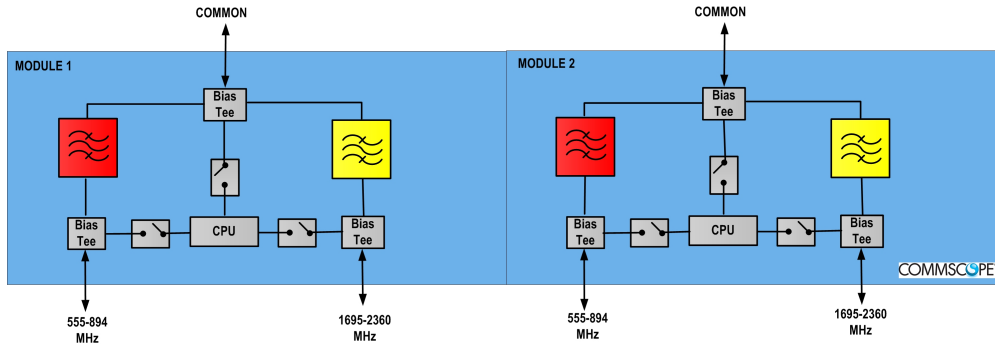 COMMON
COMMON
MODULE 1
MODULE 2
Bias
Tee
Bias
Tee
Bias
Tee
CPU
Bias
Tee
Bias
Tee
CPU
Bias
Tee
COMMSCOPE
555-894
MHz
1695-2360
MHz
555-894
MHz
1695-2360
MHz